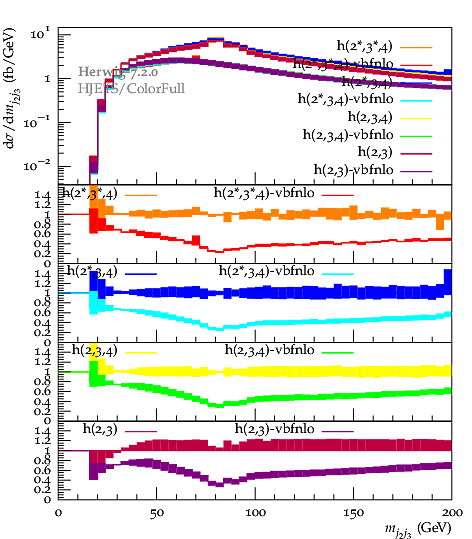 dσ/dm_{j₂j₃} (fb/GeV)
10¹
1
10⁻¹
10⁻²
Herwig 7.2.0
HJETS/ColorFull
h(2*,3*,4)
h(2*,3*,4)-vbfnlo
h(2*,3,4)
h(2*,3,4)-vbfnlo
h(2,3,4)
h(2,3,4)-vbfnlo
h(2,3)
h(2,3)-vbfnlo
h(2*,3*,4) h(2*,3*,4)-vbfnlo
1.4
1.2
1
0.8
0.6
0.4
0.2
0
h(2*,3,4) h(2*,3,4)-vbfnlo
1.4
1.2
1
0.8
0.6
0.4
0.2
0
h(2,3,4) h(2,3,4)-vbfnlo
1.4
1.2
1
0.8
0.6
0.4
0.2
0
h(2,3) h(2,3)-vbfnlo
1.4
1.2
1
0.8
0.6
0.4
0.2
0
0 50 100 150 200
m_{j₂j₃} (GeV)